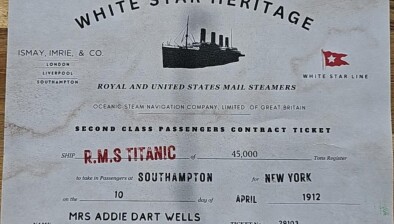 WHITE STAR HERITAGE
ISMAY, IMRIE, & CO.
LONDON
LIVERPOOL
SOUTHAMPTON
WHITE STAR LINE
ROYAL AND UNITED STATES MAIL STEAMERS
OCEANIC STEAM NAVIGATION COMPANY, LIMITED, OF GREAT BRITAIN
SECOND CLASS PASSENGERS CONTRACT TICKET
SHIP R.M.S TITANIC of 45,000 Tons Register
to take in Passengers at SOUTHAMPTON for NEW YORK
on the 10 day of APRIL 1912
MRS ADDIE DART WELLS
NAME